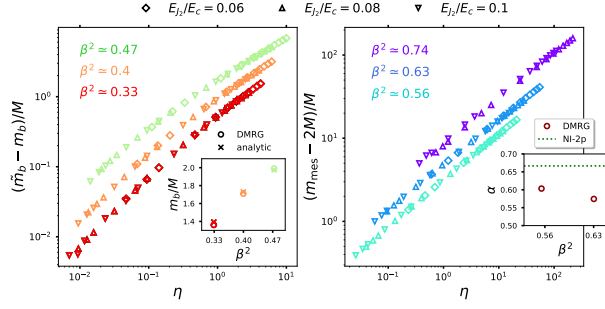 E_{J_2}/E_C = 0.06 E_{J_2}/E_C = 0.08 E_{J_2}/E_C = 0.1
(m̃_b − m_b)/M
10^1
10^0
10^{−1}
10^{−2}
β² ≃ 0.47
β² ≃ 0.4
β² ≃ 0.33
DMRG
analytic
m_b/M
2.0
1.8
1.6
1.4
0.33 0.40 0.47
β²
10^{−2} 10^{−1} 10^0 10^1
η
(m_mes − 2M)/M
10^2
10^1
10^0
β² ≃ 0.74
β² ≃ 0.63
β² ≃ 0.56
DMRG
NI-2p
α
0.70
0.65
0.60
0.55
0.50
0.56 0.63
β²
10^{−1} 10^0 10^1 10^2
η